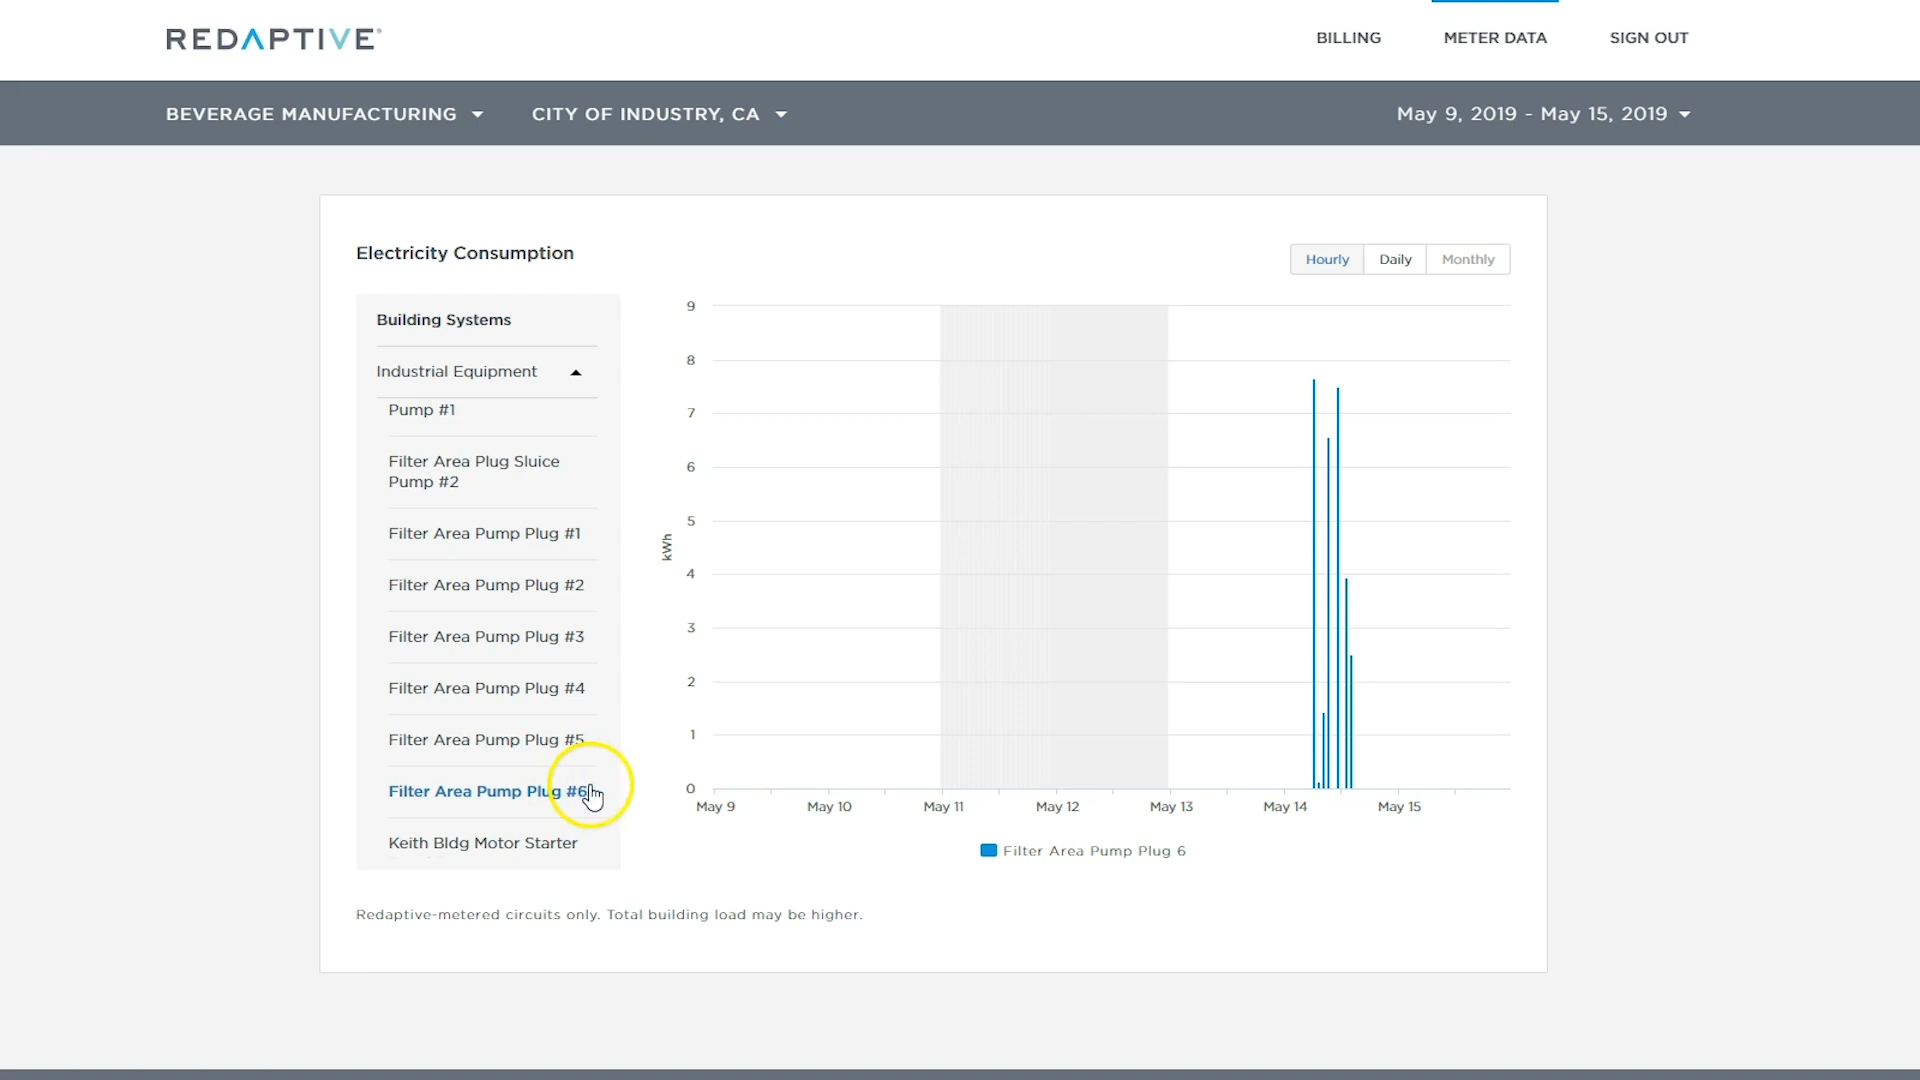 REDAPTIVE
BILLING
METER DATA
SIGN OUT
BEVERAGE MANUFACTURING
CITY OF INDUSTRY, CA
May 9, 2019 - May 15, 2019
Electricity Consumption
Hourly
Daily
Monthly
Building Systems
Industrial Equipment
Pump #1
Filter Area Plug Sluice
Pump #2
Filter Area Pump Plug #1
Filter Area Pump Plug #2
Filter Area Pump Plug #3
Filter Area Pump Plug #4
Filter Area Pump Plug #5
Filter Area Pump Plug #6
Keith Bldg Motor Starter
kWh
9
8
7
6
5
4
3
2
1
0
May 9
May 10
May 11
May 12
May 13
May 14
May 15
Filter Area Pump Plug 6
Redaptive-metered circuits only. Total building load may be higher.